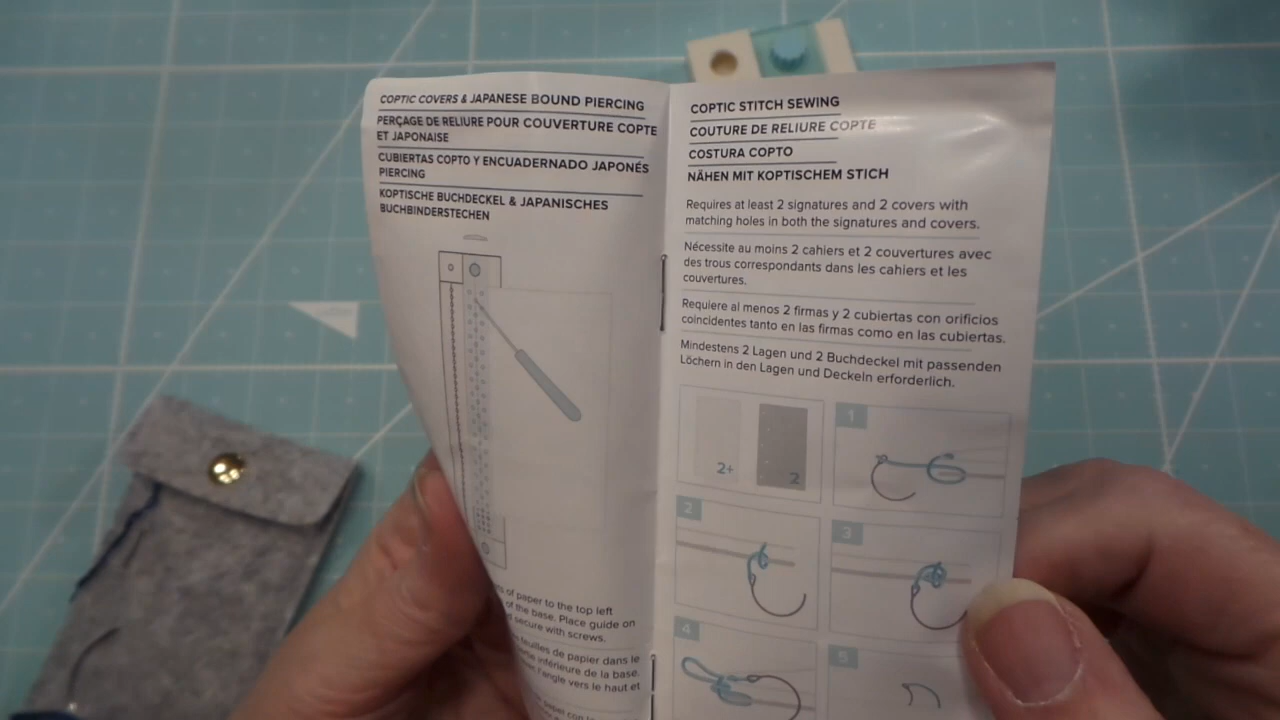 COPTIC COVERS & JAPANESE BOUND PIERCING
PERÇAGE DE RELIURE POUR COUVERTURE COPTE
ET JAPONAISE
CUBIERTAS COPTO Y ENCUADERNADO JAPONÉS
PIERCING
KOPTISCHE BUCHDECKEL & JAPANISCHES
BUCHBINDERSTECHEN
of paper to the top left
of the base. Place guide on
secure with screws.
feuilles de papier dans le
inférieure de la base.
l'angle vers le haut et
COPTIC STITCH SEWING
COUTURE DE RELIURE COPTE
COSTURA COPTO
NÄHEN MIT KOPTISCHEM STICH
Requires at least 2 signatures and 2 covers with
matching holes in both the signatures and covers.
Nécessite au moins 2 cahiers et 2 couvertures avec
des trous correspondants dans les cahiers et les
couvertures.
Requiere al menos 2 firmas y 2 cubiertas con orificios
coincidentes tanto en las firmas como en las cubiertas.
Mindestens 2 Lagen und 2 Buchdeckel mit passenden
Löchern in den Lagen und Deckeln erforderlich.
2+
2
1
2
3
4
5